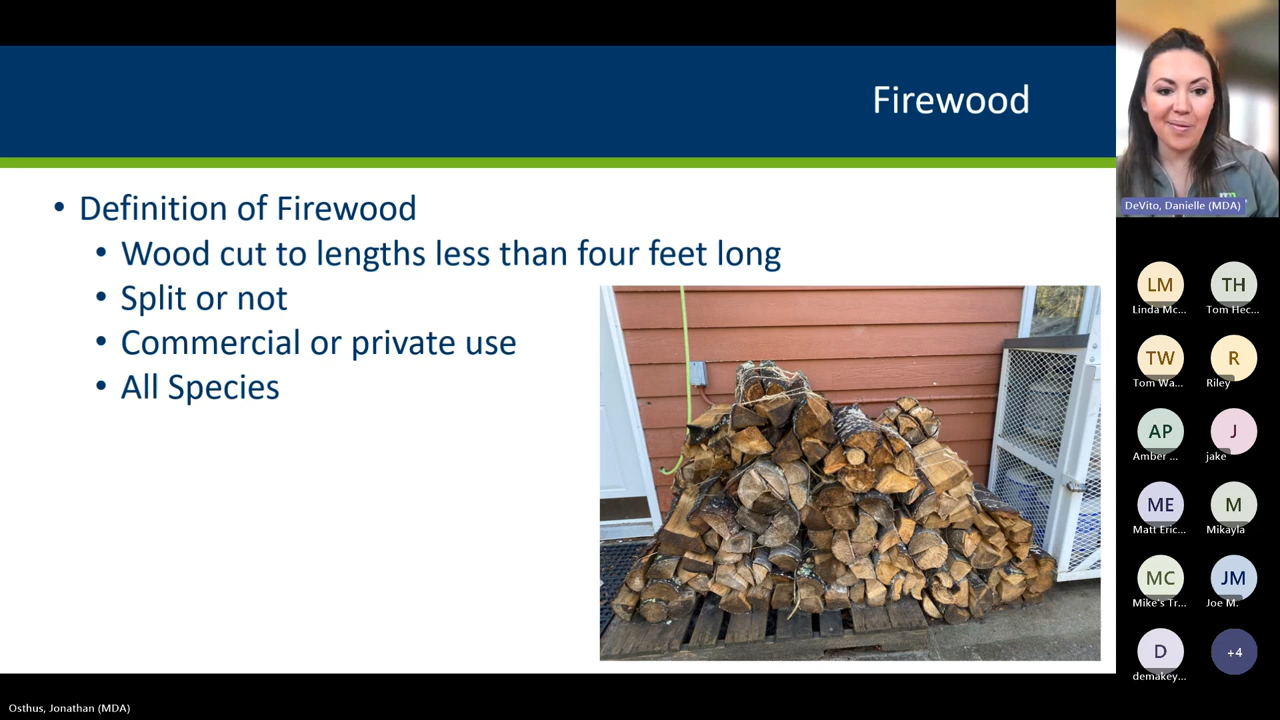 Firewood
• Definition of Firewood
• Wood cut to lengths less than four feet long
• Split or not
• Commercial or private use
• All Species
DeVito, Danielle (MDA)
LM
Linda Mc...
TH
Tom Hec...
TW
Tom Wa...
R
Riley
AP
Amber ...
J
jake
ME
Matt Eric...
M
Mikayla
MC
Mike's Tr...
JM
Joe M.
D
demakey...
+4
Osthus, Jonathan (MDA)